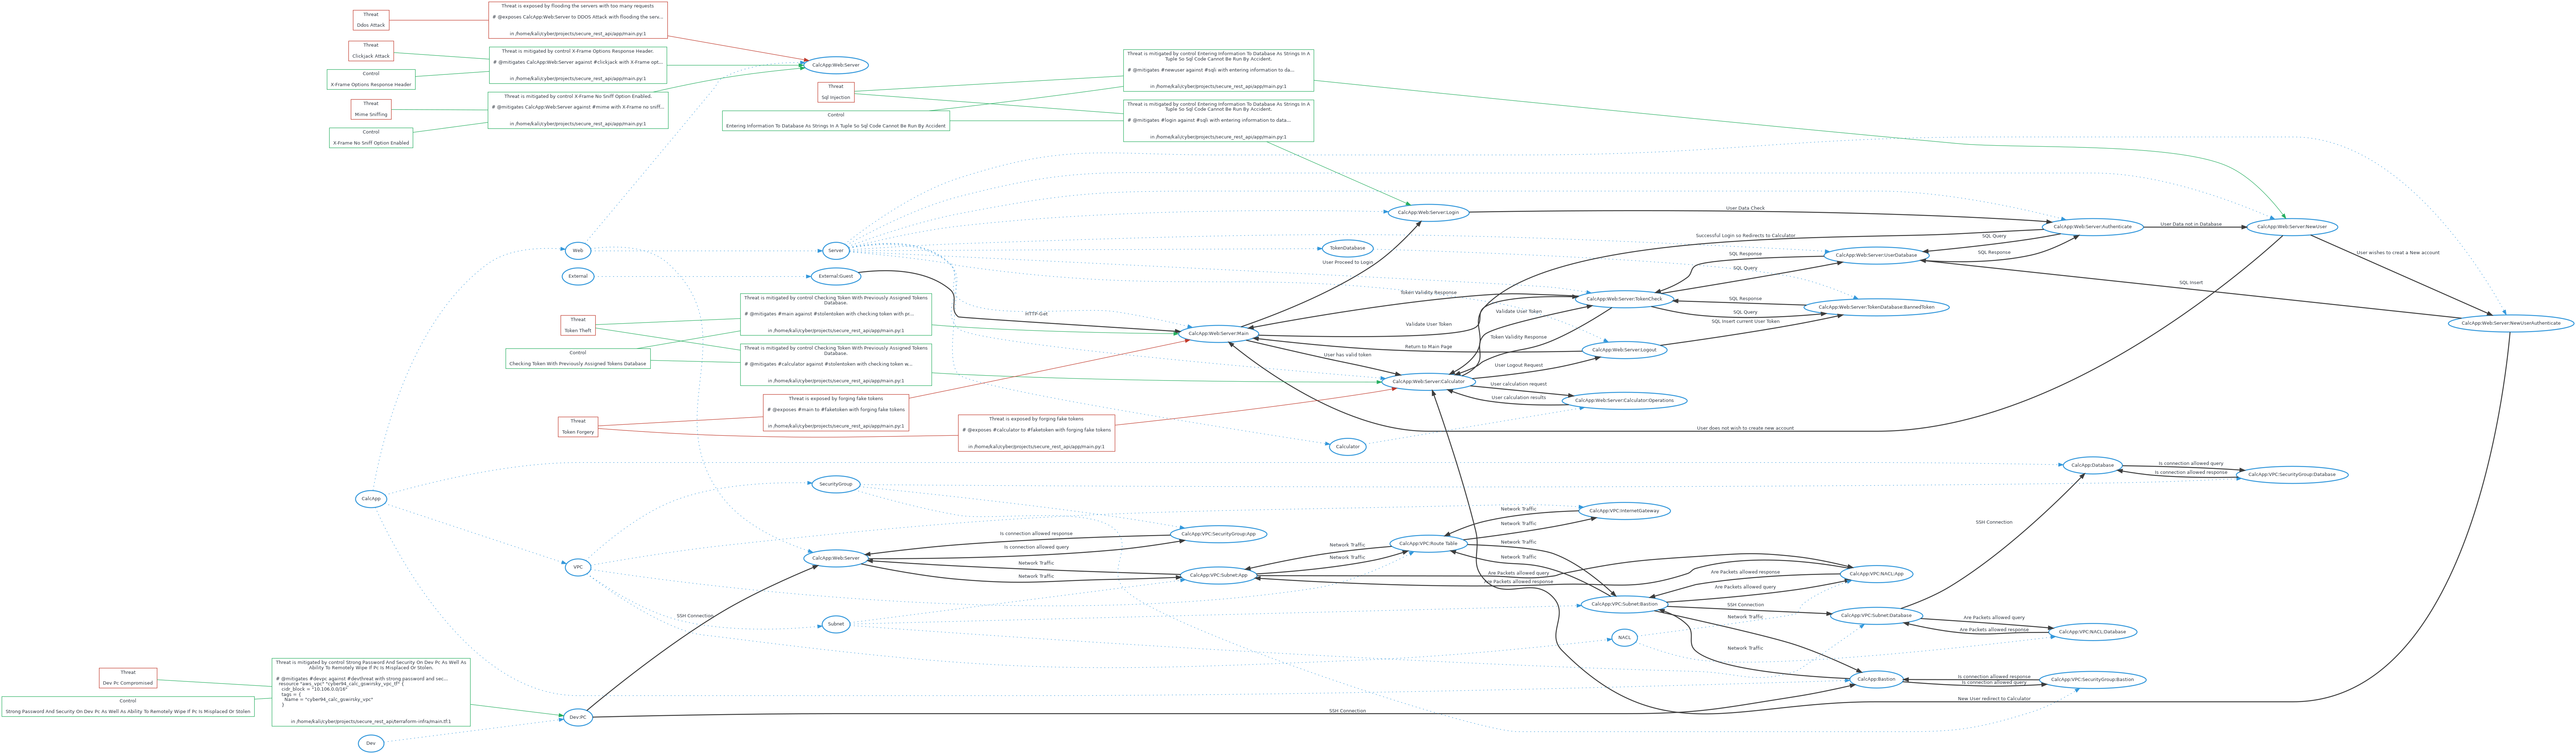 Threat
Ddos Attack
Threat is exposed by flooding the servers with too many requests
# @exposes CalcApp:Web:Server to DDOS Attack with flooding the serv...
in /home/kali/cyber/projects/secure_rest_api/app/main.py:1
Threat
Clickjack Attack
Control
X-Frame Options Response Header
Threat is mitigated by control X-Frame Options Response Header.
# @mitigates CalcApp:Web:Server against #clickjack with X-Frame opt...
in /home/kali/cyber/projects/secure_rest_api/app/main.py:1
Threat
Mime Sniffing
Control
X-Frame No Sniff Option Enabled
Threat is mitigated by control X-Frame No Sniff Option Enabled.
# @mitigates CalcApp:Web:Server against #mime with X-Frame no sniff...
in /home/kali/cyber/projects/secure_rest_api/app/main.py:1
CalcApp:Web:Server
Threat
Sql Injection
Control
Entering Information To Database As Strings In A Tuple So Sql Code Cannot Be Run By Accident
Threat is mitigated by control Entering Information To Database As Strings In A
Tuple So Sql Code Cannot Be Run By Accident.
# @mitigates #newuser against #sqli with entering information to da...
in /home/kali/cyber/projects/secure_rest_api/app/main.py:1
Threat is mitigated by control Entering Information To Database As Strings In A
Tuple So Sql Code Cannot Be Run By Accident.
# @mitigates #login against #sqli with entering information to data...
in /home/kali/cyber/projects/secure_rest_api/app/main.py:1
Web
External
Server
External:Guest
TokenDatabase
CalcApp:Web:Server:Login
User Data Check
CalcApp:Web:Server:Authenticate
User Data not in Database
CalcApp:Web:Server:NewUser
Successful Login so Redirects to Calculator
SQL Query
SQL Response
CalcApp:Web:Server:UserDatabase
User wishes to creat a New account
User Proceed to Login
SQL Response
SQL Query
SQL Insert
Token Validity Response
CalcApp:Web:Server:TokenCheck
SQL Response
SQL Query
SQL Insert current User Token
CalcApp:Web:Server:TokenDatabase:BannedToken
CalcApp:Web:Server:NewUserAuthenticate
HTTP-Get
Validate User Token
Validate User Token
CalcApp:Web:Server:Main
Token Validity Response
Return to Main Page
CalcApp:Web:Server:Logout
User has valid token
User Logout Request
CalcApp:Web:Server:Calculator
User calculation request
User calculation results
CalcApp:Web:Server:Calculator:Operations
User does not wish to create new account
Calculator
Threat
Token Theft
Control
Checking Token With Previously Assigned Tokens Database
Threat is mitigated by control Checking Token With Previously Assigned Tokens
Database.
# @mitigates #main against #stolentoken with checking token with pr...
in /home/kali/cyber/projects/secure_rest_api/app/main.py:1
Threat is mitigated by control Checking Token With Previously Assigned Tokens
Database.
# @mitigates #calculator against #stolentoken with checking token w...
in /home/kali/cyber/projects/secure_rest_api/app/main.py:1
Threat
Token Forgery
Threat is exposed by forging fake tokens
# @exposes #main to #faketoken with forging fake tokens
in /home/kali/cyber/projects/secure_rest_api/app/main.py:1
Threat is exposed by forging fake tokens
# @exposes #calculator to #faketoken with forging fake tokens
in /home/kali/cyber/projects/secure_rest_api/app/main.py:1
CalcApp
SecurityGroup
VPC
Subnet
CalcApp:Web:Server
Is connection allowed response
Is connection allowed query
CalcApp:VPC:SecurityGroup:App
Network Traffic
Network Traffic
CalcApp:VPC:Subnet:App
Network Traffic
Network Traffic
CalcApp:VPC:Route Table
Network Traffic
Network Traffic
CalcApp:VPC:InternetGateway
Network Traffic
Network Traffic
Are Packets allowed query
Are Packets allowed response
CalcApp:VPC:Subnet:Bastion
Are Packets allowed response
Are Packets allowed query
CalcApp:VPC:NACL:App
SSH Connection
Network Traffic
Network Traffic
NACL
CalcApp:VPC:Subnet:Database
SSH Connection
CalcApp:Database
Is connection allowed query
Is connection allowed response
CalcApp:VPC:SecurityGroup:Database
Are Packets allowed query
Are Packets allowed response
CalcApp:VPC:NACL:Database
CalcApp:Bastion
Is connection allowed response
Is connection allowed query
CalcApp:VPC:SecurityGroup:Bastion
New User redirect to Calculator
SSH Connection
SSH Connection
Threat
Dev Pc Compromised
Control
Strong Password And Security On Dev Pc As Well As Ability To Remotely Wipe If Pc Is Misplaced Or Stolen
Threat is mitigated by control Strong Password And Security On Dev Pc As Well As
Ability To Remotely Wipe If Pc Is Misplaced Or Stolen.
# @mitigates #devpc against #devthreat with strong password and sec...
resource "aws_vpc" "cyber94_calc_gswirsky_vpc_tf" {
cidr_block = "10.106.0.0/16"
tags = {
Name = "cyber94_calc_gswirsky_vpc"
}
in /home/kali/cyber/projects/secure_rest_api/terraform-infra/main.tf:1
Dev:PC
Dev